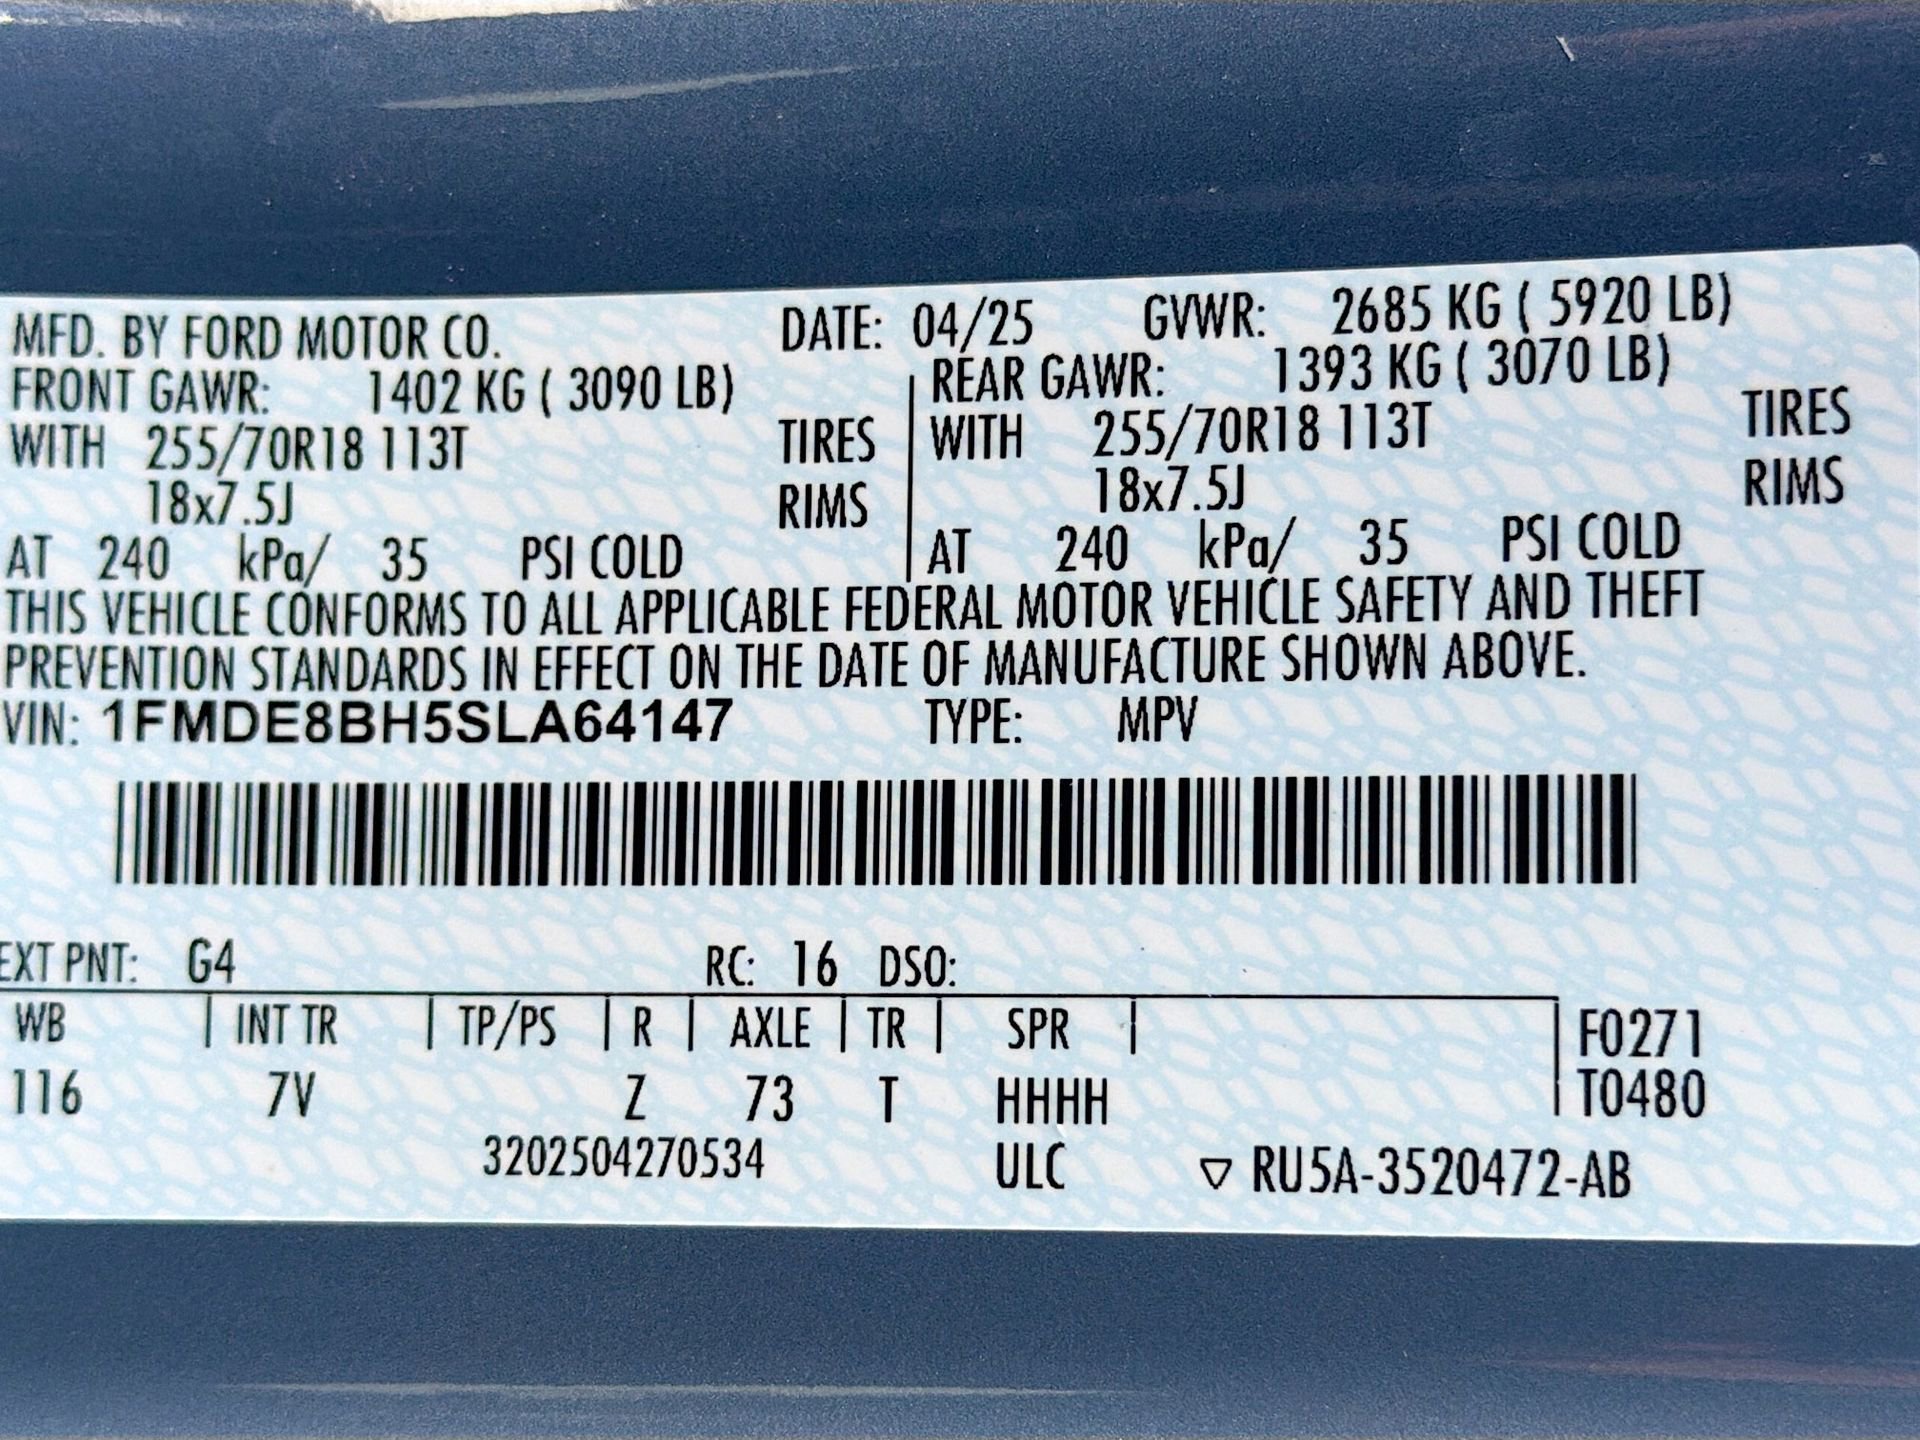 MFD. BY FORD MOTOR CO. DATE: 04/25 GVWR: 2685 KG ( 5920 LB)
FRONT GAWR: 1402 KG ( 3090 LB) REAR GAWR: 1393 KG ( 3070 LB)
WITH 255/70R18 113T TIRES WITH 255/70R18 113T TIRES
18x7.5J RIMS 18x7.5J RIMS
AT 240 kPa/ 35 PSI COLD AT 240 kPa/ 35 PSI COLD
THIS VEHICLE CONFORMS TO ALL APPLICABLE FEDERAL MOTOR VEHICLE SAFETY AND THEFT
PREVENTION STANDARDS IN EFFECT ON THE DATE OF MANUFACTURE SHOWN ABOVE.
VIN: 1FMDE8BH5SLA64147 TYPE: MPV
EXT PNT: G4 RC: 16 DSO:
WB | INT TR | TP/PS | R | AXLE | TR | SPR | F0271
116 7V Z 73 T HHHH T0480
3202504270534 ULC ▽ RU5A-3520472-AB